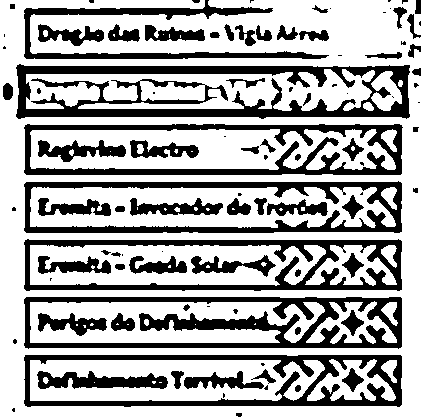 Dragão das Ruínas - Vigia Aérea
Dragão das Ruínas - Vigia
Regisvine Electro
Eremita - Invocador de Trovões
Eremita - Geada Solar
Perigos do Definhamento
Definhamento Terrível